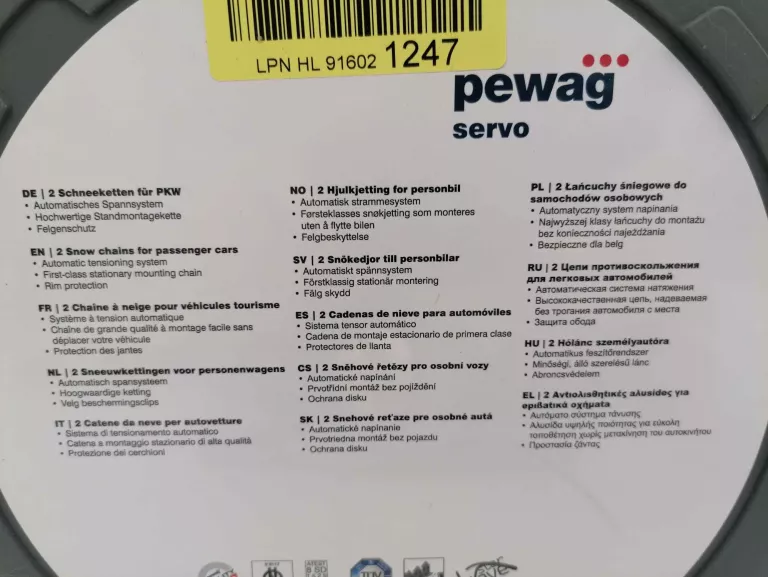 LPN HL 91602 1247
pewag
servo
DE | 2 Schneeketten für PKW
• Automatisches Spannsystem
• Hochwertige Standmontagekette
• Felgenschutz
EN | 2 Snow chains for passenger cars
• Automatic tensioning system
• First-class stationary mounting chain
• Rim protection
FR | 2 Chaîne à neige pour véhicules tourisme
• Système à tension automatique
• Chaîne de grande qualité à montage facile sans
déplacer votre véhicule
• Protection des jantes
NL | 2 Sneeuwkettingen voor personenwagens
• Automatisch spansysteem
• Hoogwaardige ketting
• Velg beschermingsclips
IT | 2 Catene da neve per autovetture
• Sistema di tensionamento automatico
• Catena a montaggio stazionario di alta qualità
• Protezione dei cerchioni
NO | 2 Hjulkjetting for personbil
• Automatisk strammesystem
• Førsteklasses snøkjetting som monteres
uten å flytte bilen
• Felgbeskyttelse
SV | 2 Snökedjor till personbilar
• Automatiskt spännsystem
• Förstklassig stationär montering
• Fälg skydd
ES | 2 Cadenas de nieve para automóviles
• Sistema tensor automático
• Cadena de montaje estacionario de primera clase
• Protectores de llanta
CS | 2 Sněhové řetězy pro osobní vozy
• Automatické napínání
• Prvotřídní montáž bez pojíždění
• Ochrana disku
SK | 2 Snehové reťaze pre osobné autá
• Automatické napínanie
• Prvotriedna montáž bez pojazdu
• Ochrana disku
PL | 2 Łańcuchy śniegowe do
samochodów osobowych
• Automatyczny system napinania
• Najwyższej klasy łańcuchy do montażu
bez konieczności najeżdżania
• Bezpieczne dla belg
RU | 2 Цепи противоскольжения
для легковых автомобилей
• Автоматическая система натяжения
• Высококачественная цепь, надеваемая
без трогания автомобиля с места
• Защита обода
HU | 2 Hólánc személyautóra
• Automatikus feszítőrendszer
• Minőségi, álló szerelésű lánc
• Abroncsvédelem
EL | 2 Αντιολισθητικές αλυσίδες για
φορβατικά οχήματα
• Αυτόματο σύστημα τάνυσης
• Αλυσίδα υψηλής ποιότητας για εύκολη
τοποθέτηση χωρίς μετακίνηση του αυτοκινήτου
• Προστασία ζάντας